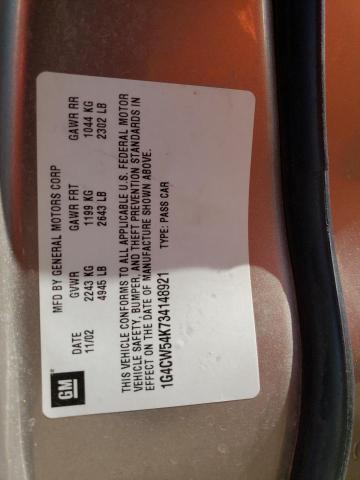 GM
MFD BY GENERAL MOTORS CORP
DATE GVWR GAWR FRT GAWR RR
11/02 2243 KG 1199 KG 1044 KG
4945 LB 2643 LB 2302 LB
THIS VEHICLE CONFORMS TO ALL APPLICABLE U.S. FEDERAL MOTOR
VEHICLE SAFETY, BUMPER, AND THEFT PREVENTION STANDARDS IN
EFFECT ON THE DATE OF MANUFACTURE SHOWN ABOVE.
1G4CW54K734148921 TYPE: PASS CAR